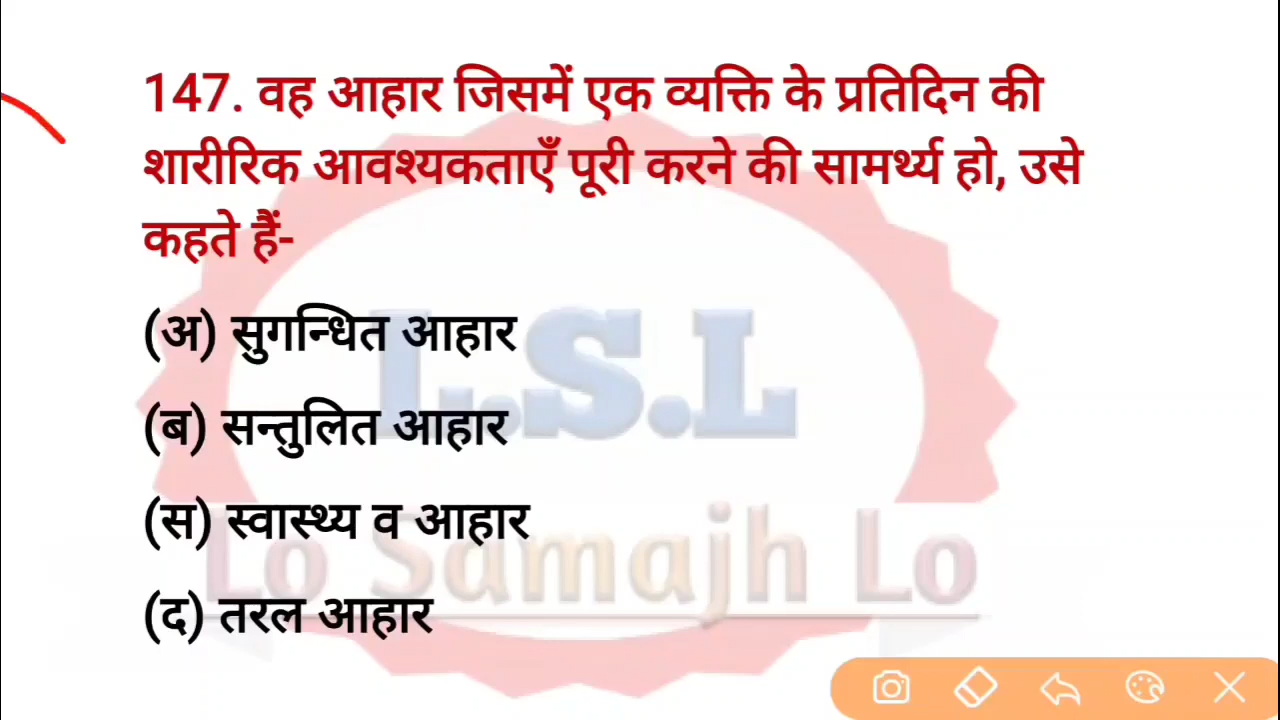 147. वह आहार जिसमें एक व्यक्ति के प्रतिदिन की
शारीरिक आवश्यकताएँ पूरी करने की सामर्थ्य हो, उसे
कहते हैं-
(अ) सुगन्धित आहार
(ब) सन्तुलित आहार
(स) स्वास्थ्य व आहार
(द) तरल आहार
L.S.L
Lo Samajh Lo